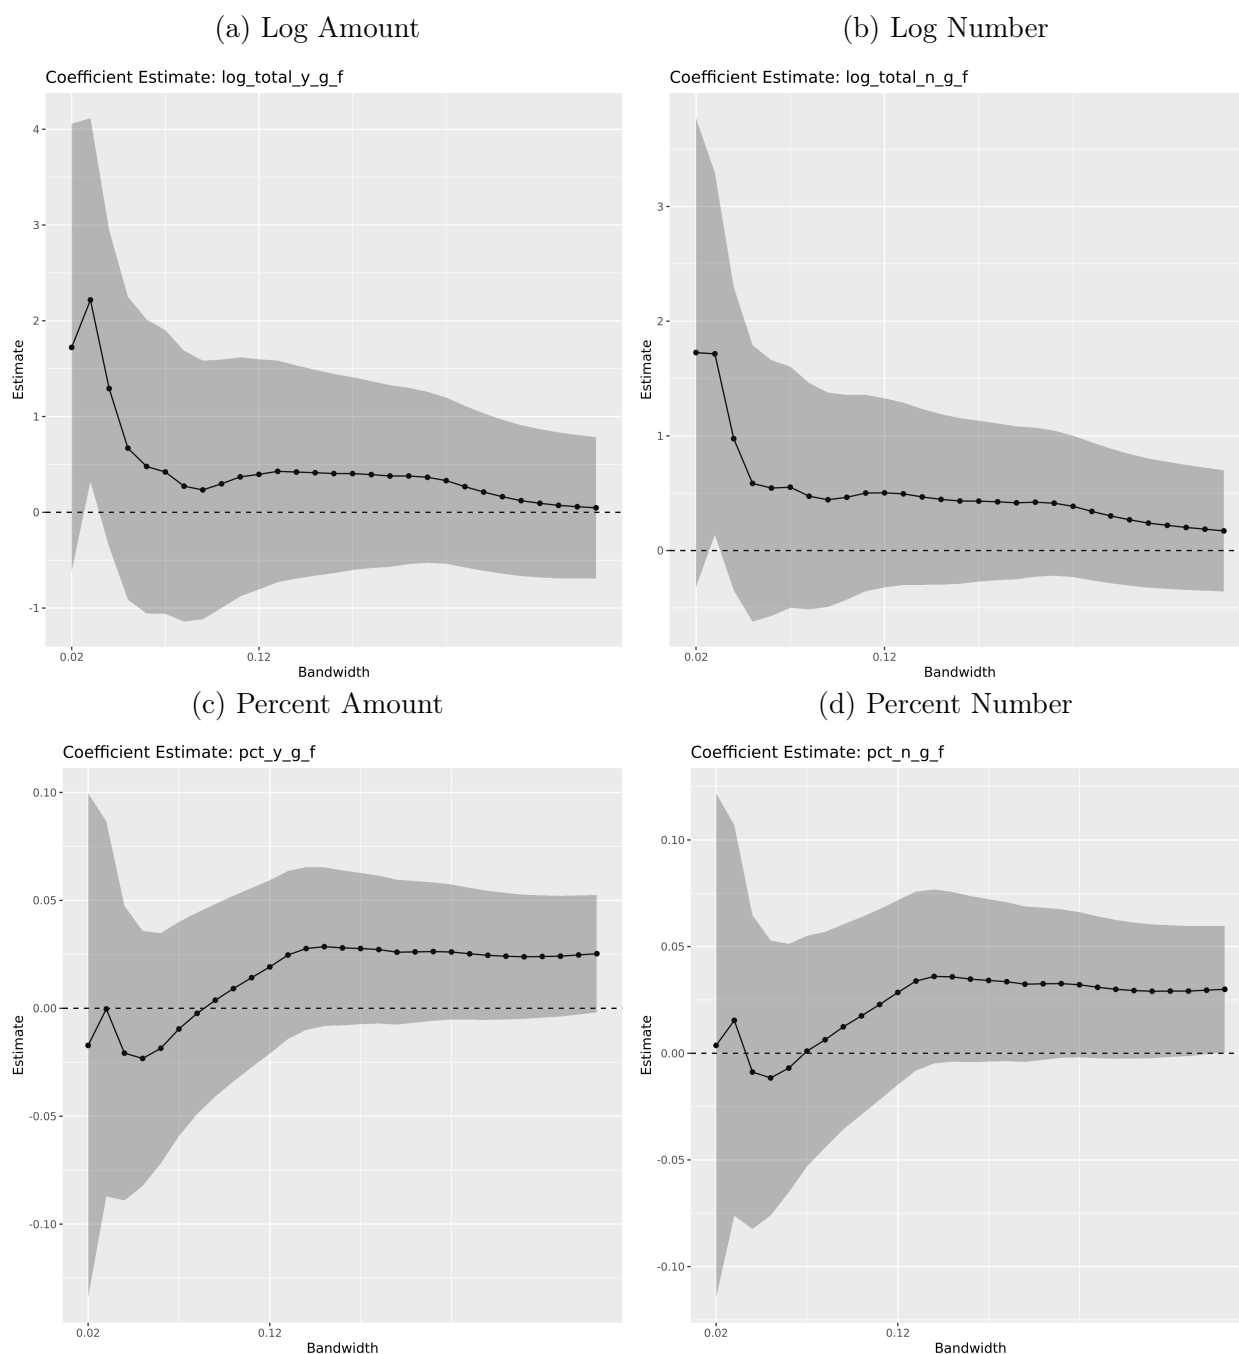 (a) Log Amount
Coefficient Estimate: log_total_y_g_f
4
3
2
1
0
-1
Estimate
0.02
0.12
Bandwidth
(b) Log Number
Coefficient Estimate: log_total_n_g_f
3
2
1
0
Estimate
0.02
0.12
Bandwidth
(c) Percent Amount
Coefficient Estimate: pct_y_g_f
0.10
0.05
0.00
-0.05
-0.10
Estimate
0.02
0.12
Bandwidth
(d) Percent Number
Coefficient Estimate: pct_n_g_f
0.10
0.05
0.00
-0.05
-0.10
Estimate
0.02
0.12
Bandwidth